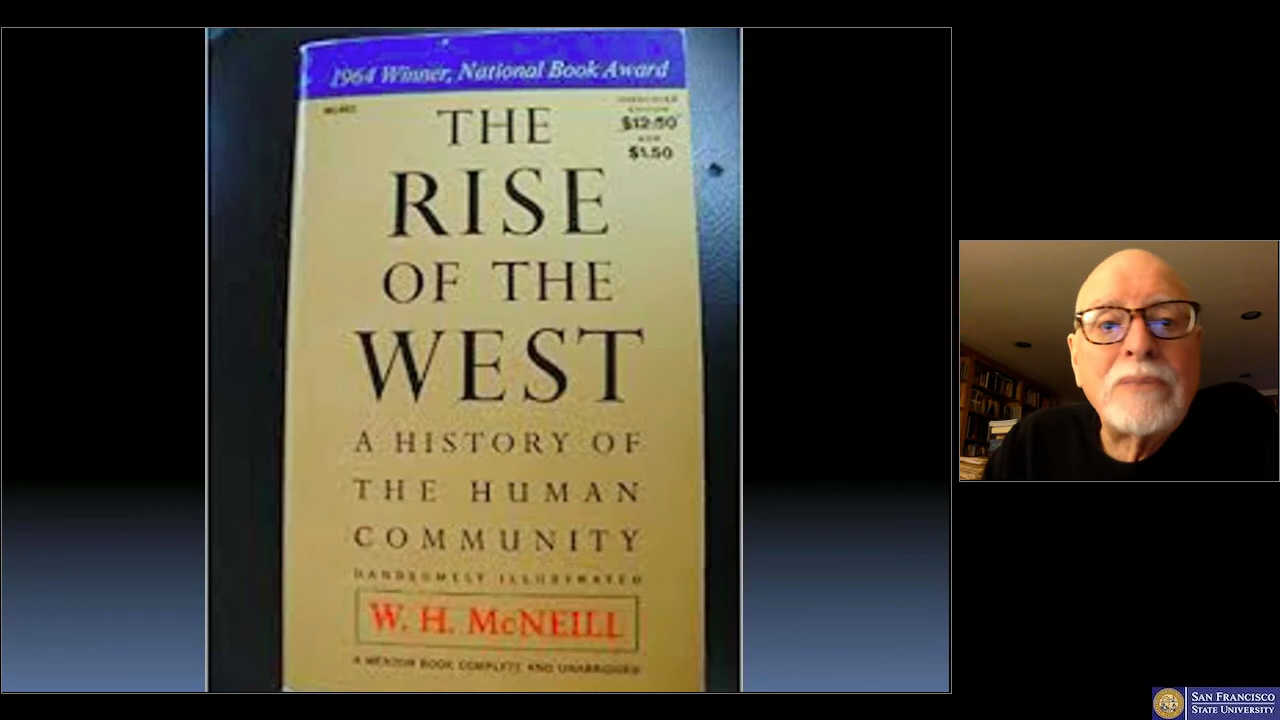 1964 Winner, National Book Award
$12.50
NOW
$1.50
THE
RISE
OF THE
WEST
A HISTORY OF
THE HUMAN
COMMUNITY
HANDSOMELY ILLUSTRATED
W. H. McNEILL
A MENTOR BOOK COMPLETE AND UNABRIDGED
SAN FRANCISCO
STATE UNIVERSITY